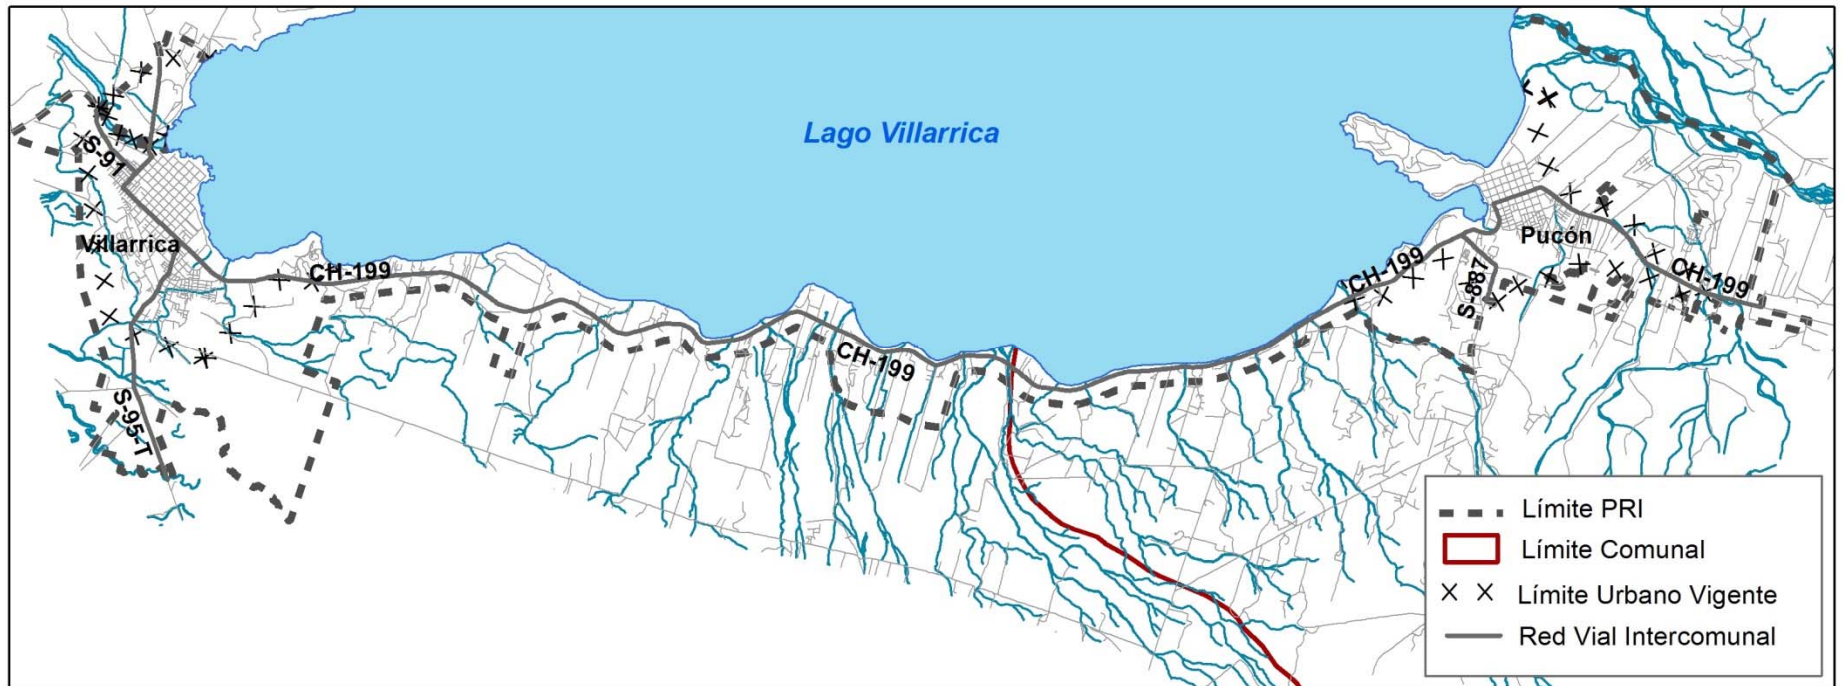 Lago Villarrica
S-91
Villarrica
CH-199
CH-199
CH-199
S-887
Pucón
CH-199
S-95-T
Límite PRI
Límite Comunal
Límite Urbano Vigente
Red Vial Intercomunal